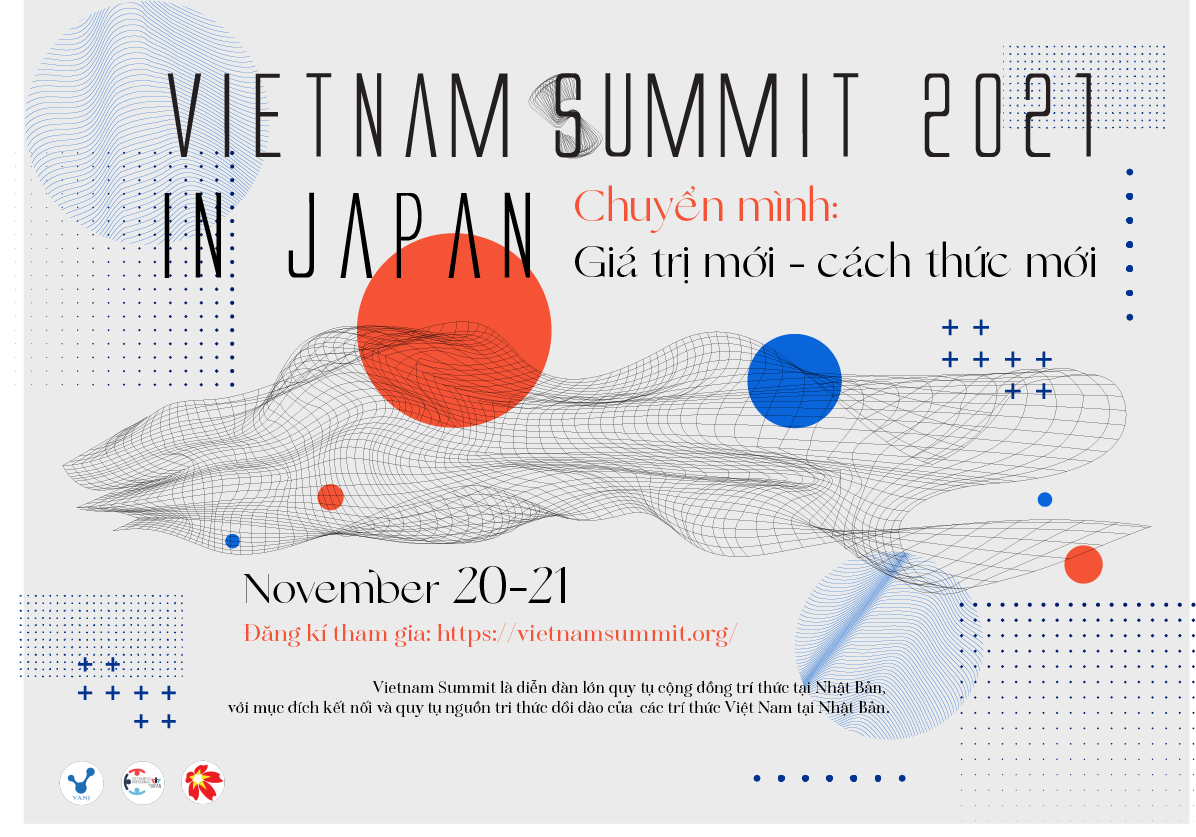 VIETNAM SUMMIT 2021
IN JAPAN
Chuyển mình:
Giá trị mới - cách thức mới
November 20-21
Đăng kí tham gia: https://vietnamsummit.org/
Vietnam Summit là diễn đàn lớn quy tụ cộng đồng trí thức tại Nhật Bản,
với mục đích kết nối và quy tụ nguồn tri thức dồi dào của các trí thức Việt Nam tại Nhật Bản.
VANJ